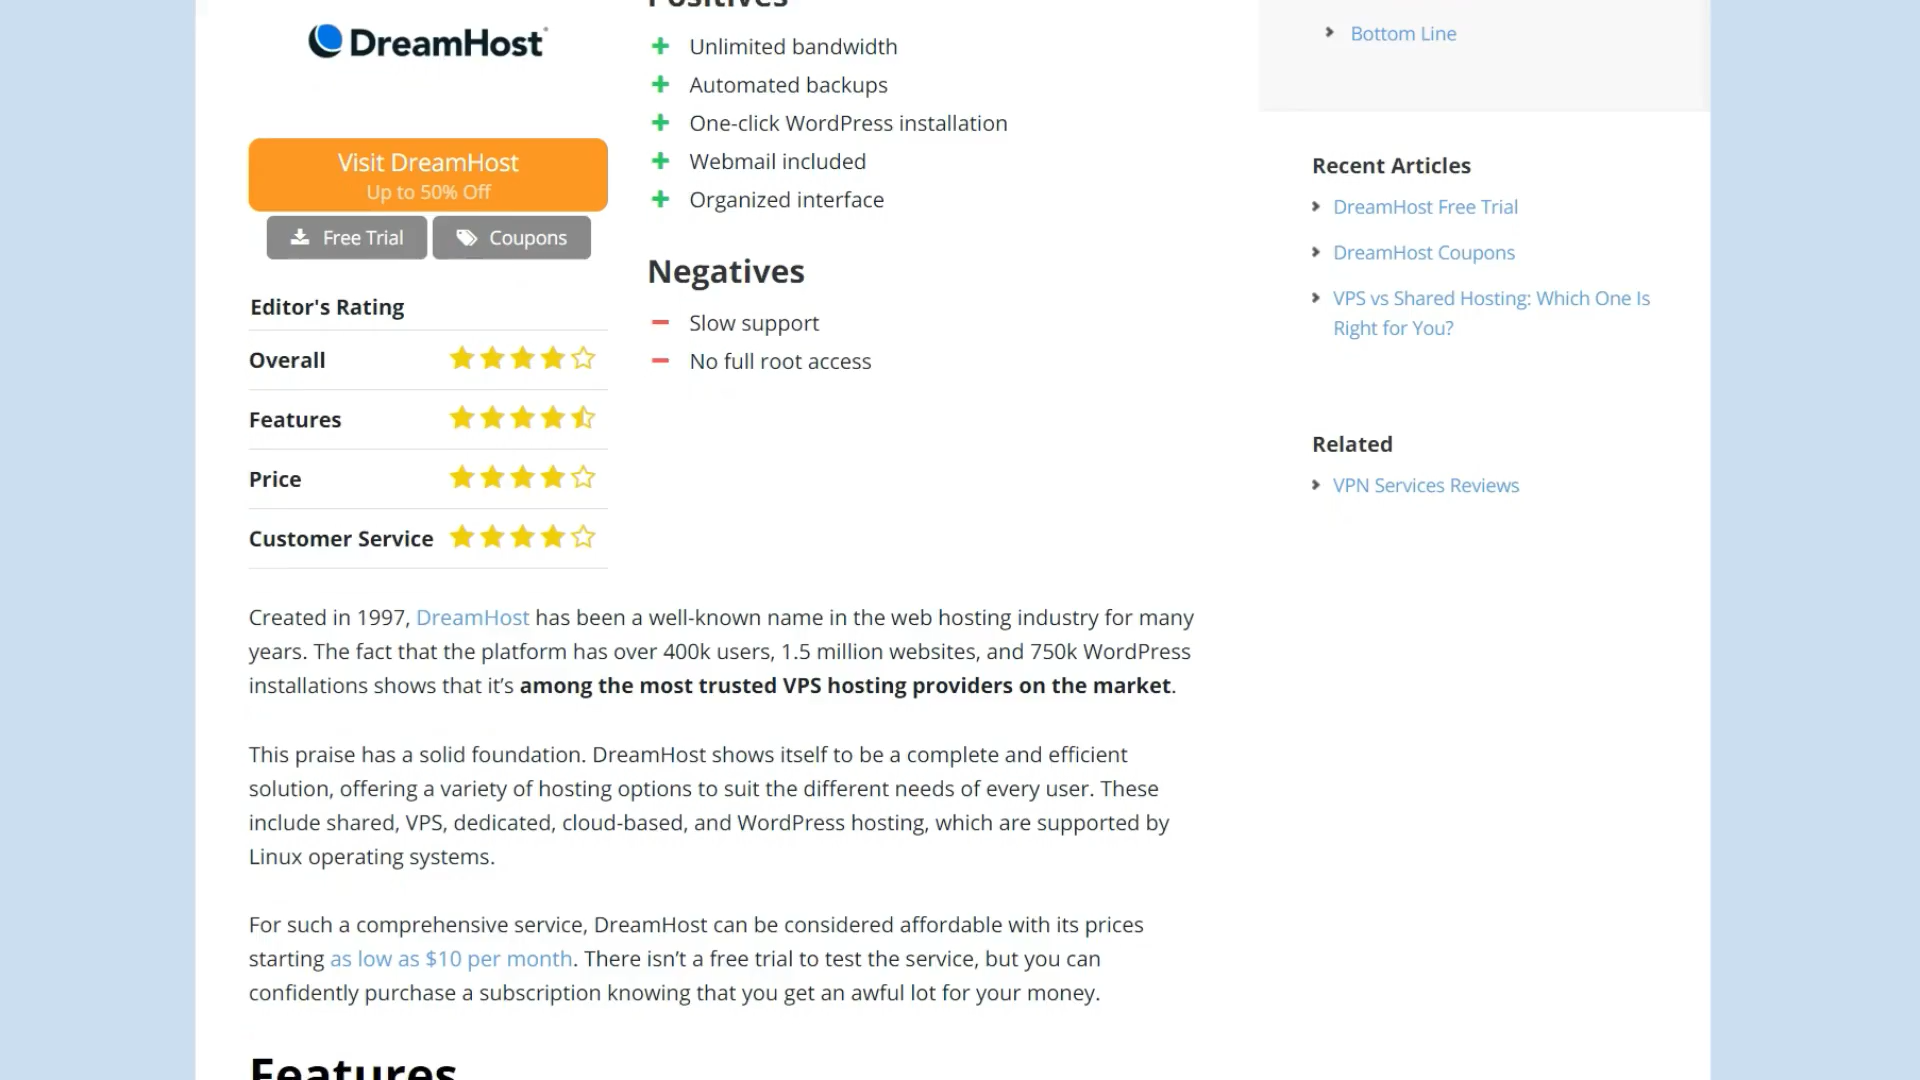 DreamHost
Visit DreamHost
Up to 50% Off
Free Trial
Coupons
Editor's Rating
Overall
Features
Price
Customer Service
Positives
Unlimited bandwidth
Automated backups
One-click WordPress installation
Webmail included
Organized interface
Negatives
Slow support
No full root access
Created in 1997, DreamHost has been a well-known name in the web hosting industry for many
years. The fact that the platform has over 400k users, 1.5 million websites, and 750k WordPress
installations shows that it’s among the most trusted VPS hosting providers on the market.
This praise has a solid foundation. DreamHost shows itself to be a complete and efficient
solution, offering a variety of hosting options to suit the different needs of every user. These
include shared, VPS, dedicated, cloud-based, and WordPress hosting, which are supported by
Linux operating systems.
For such a comprehensive service, DreamHost can be considered affordable with its prices
starting as low as $10 per month. There isn’t a free trial to test the service, but you can
confidently purchase a subscription knowing that you get an awful lot for your money.
Features
Bottom Line
Recent Articles
DreamHost Free Trial
DreamHost Coupons
VPS vs Shared Hosting: Which One Is
Right for You?
Related
VPN Services Reviews